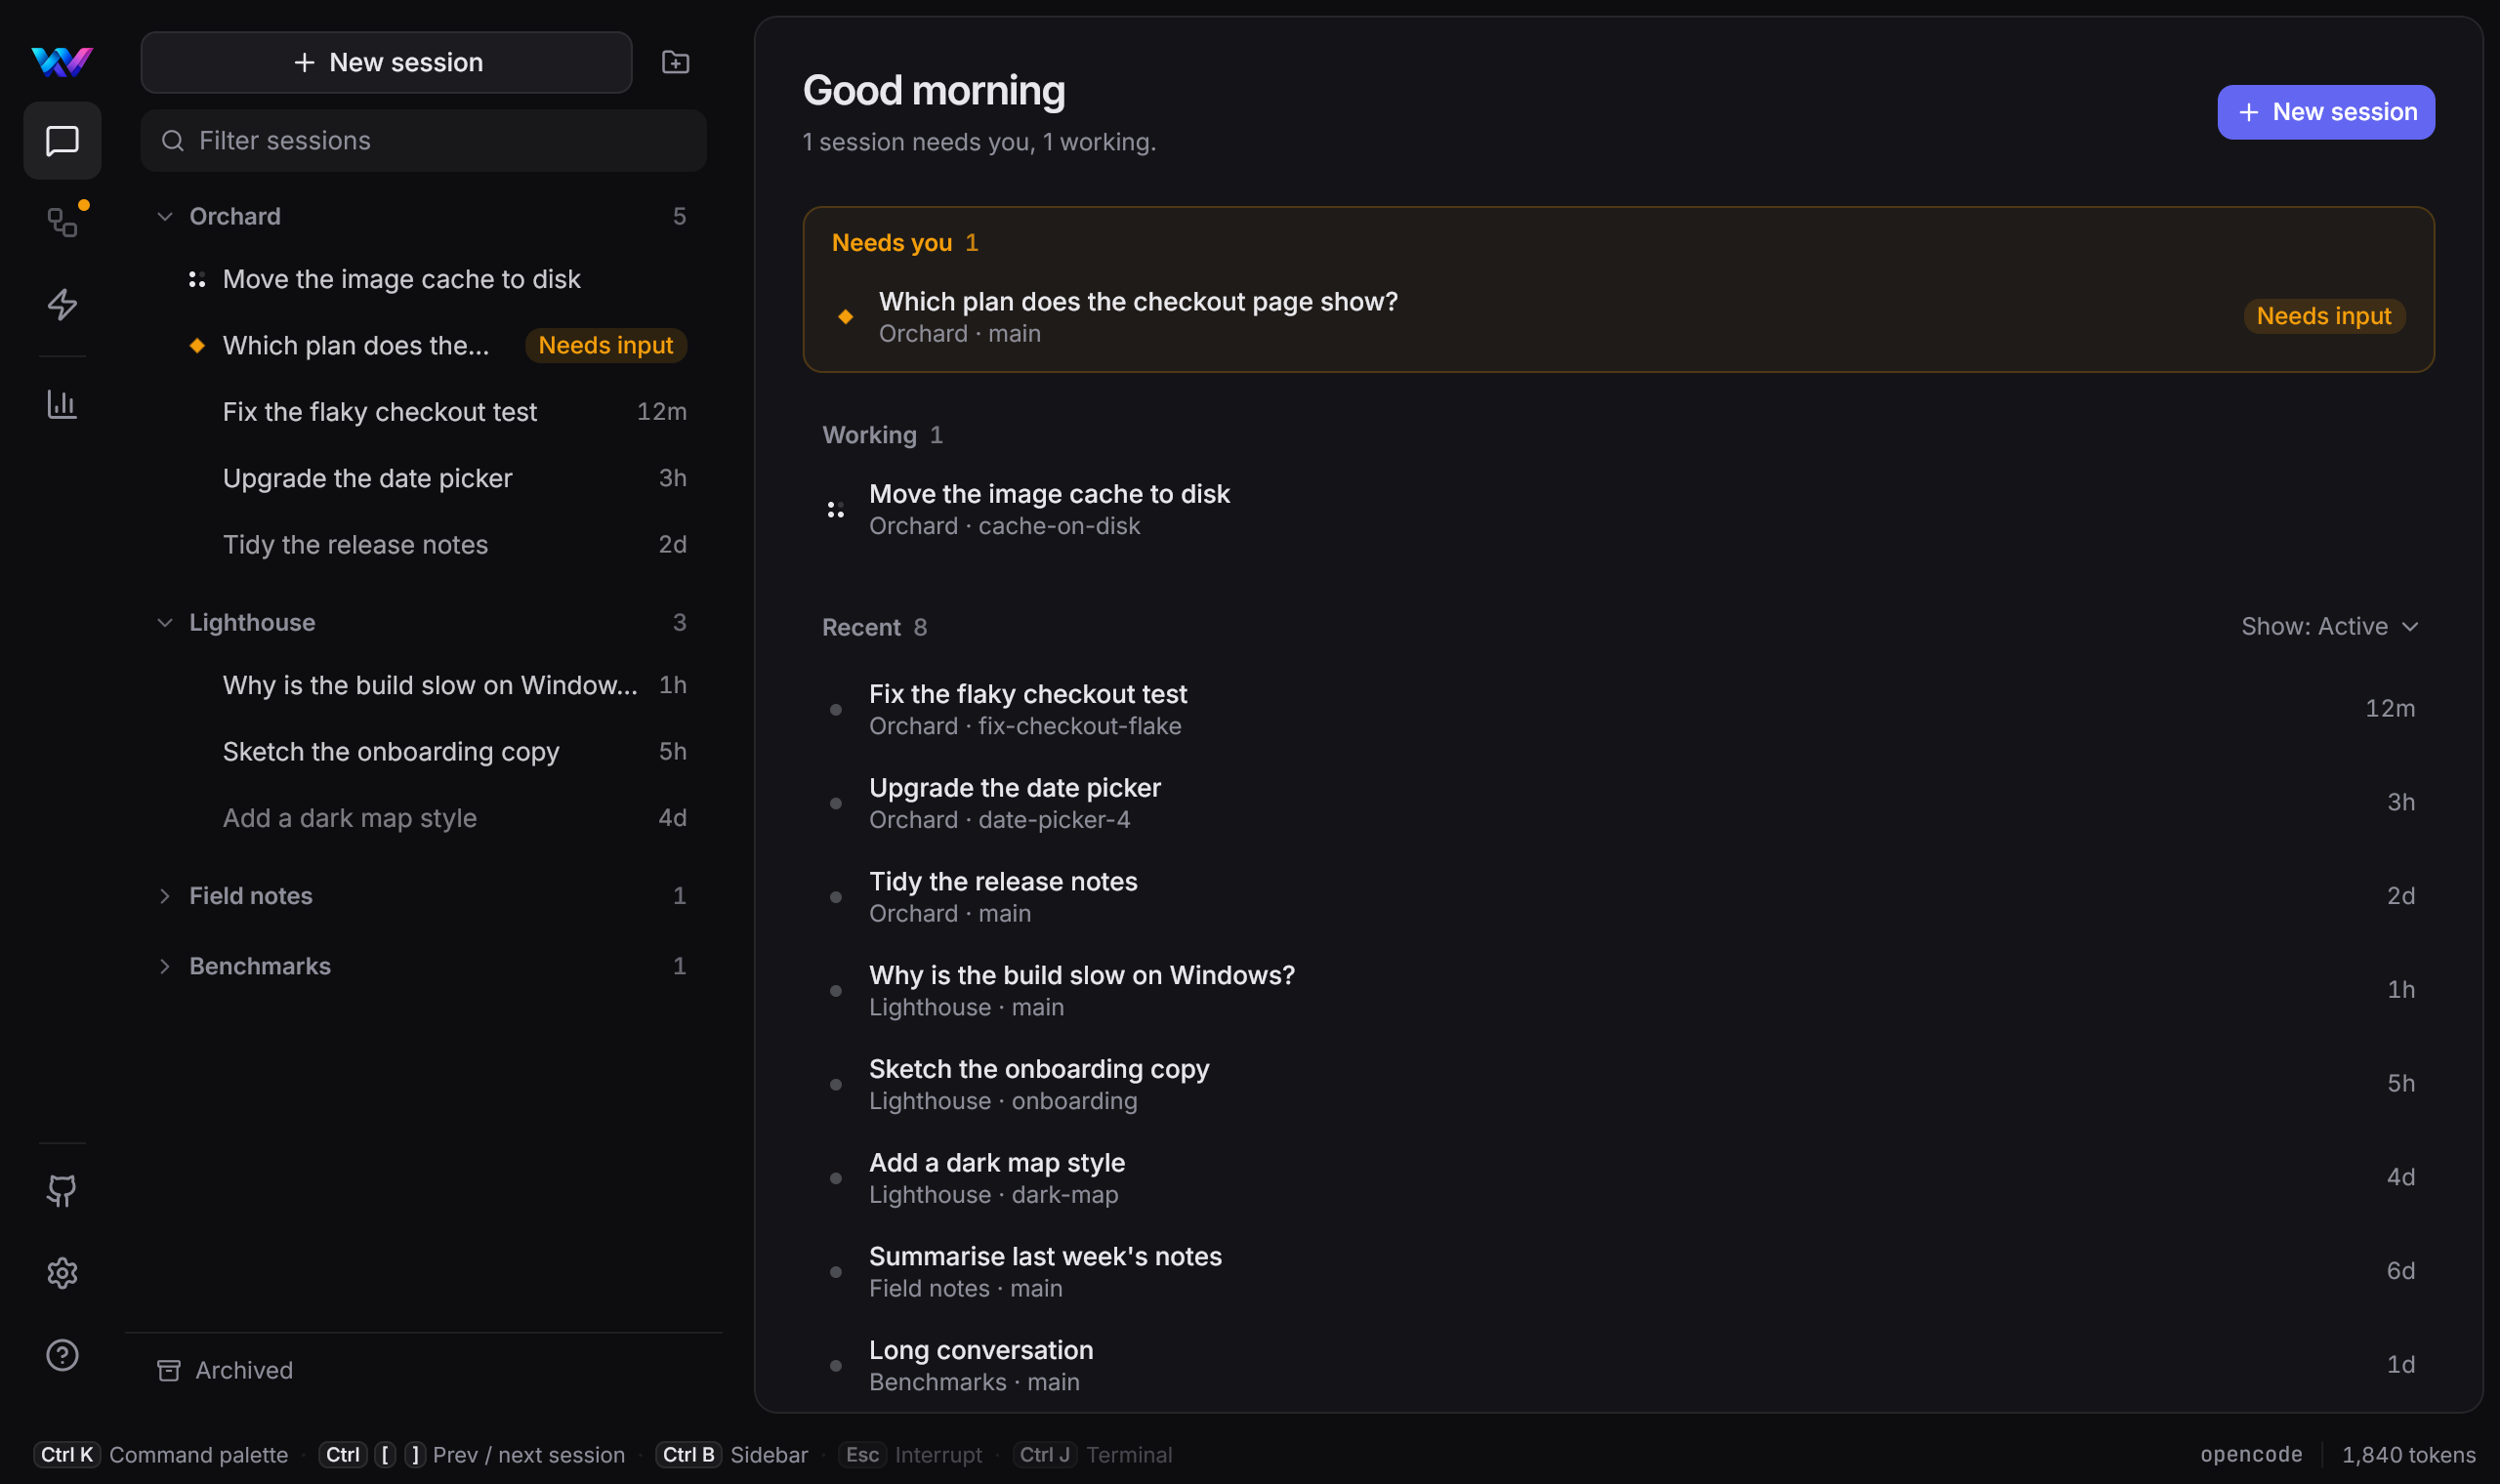 New session
Filter sessions
Orchard 5
Move the image cache to disk
Which plan does the... Needs input
Fix the flaky checkout test 12m
Upgrade the date picker 3h
Tidy the release notes 2d
Lighthouse 3
Why is the build slow on Window... 1h
Sketch the onboarding copy 5h
Add a dark map style 4d
Field notes 1
Benchmarks 1
Archived
Good morning
1 session needs you, 1 working.
New session
Needs you 1
Which plan does the checkout page show?
Orchard · main
Needs input
Working 1
Move the image cache to disk
Orchard · cache-on-disk
Recent 8
Show: Active
Fix the flaky checkout test
Orchard · fix-checkout-flake
12m
Upgrade the date picker
Orchard · date-picker-4
3h
Tidy the release notes
Orchard · main
2d
Why is the build slow on Windows?
Lighthouse · main
1h
Sketch the onboarding copy
Lighthouse · onboarding
5h
Add a dark map style
Lighthouse · dark-map
4d
Summarise last week's notes
Field notes · main
6d
Long conversation
Benchmarks · main
1d
Ctrl K Command palette · Ctrl [ ] Prev / next session · Ctrl B Sidebar · Esc Interrupt · Ctrl J Terminal
opencode 1,840 tokens